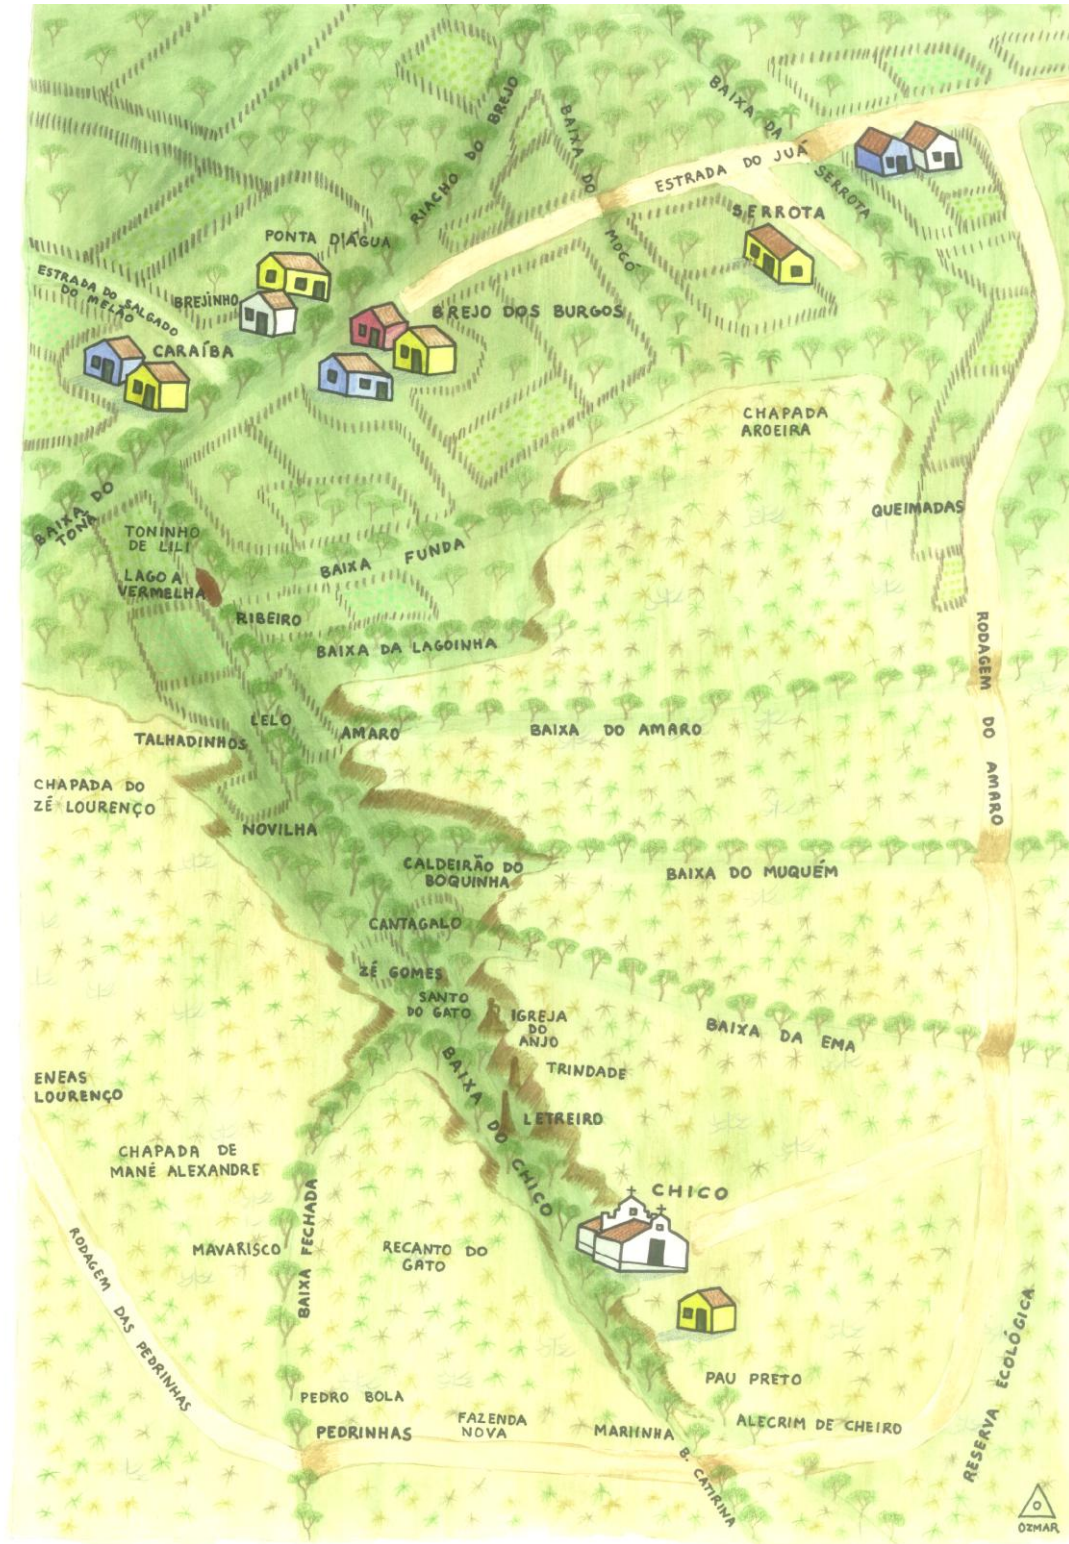 BAIXA DA
SERROTA
RIACHO DO BREJO
BAIXA DO
MOCÓ
ESTRADA DO JUÁ
SERROTA
PONTA D'ÁGUA
ESTRADA DO SALGADO
DO MELÃO
BREJINHO
BREJO DOS BURGOS
CARAÍBA
CHAPADA
AROEIRA
BAIXA DO
TONÃ
QUEIMADAS
TONINHO
DE LILI
BAIXA FUNDA
LAGOA
VERMELHA
RIBEIRO
BAIXA DA LAGOINHA
RODAGEM DO AMARO
LELO
AMARO
BAIXA DO AMARO
TALHADINHOS
CHAPADA DO
ZÉ LOURENÇO
NOVILHA
CALDEIRÃO DO
BOQUINHA
BAIXA DO MUQUÉM
CANTAGALO
ZÉ GOMES
SANTO
DO GATO
IGREJA
DO
ANJO
BAIXA DA EMA
TRINDADE
ENEAS
LOURENÇO
BAIXA DO CHICO
LETREIRO
CHAPADA DE
MANÉ ALEXANDRE
CHICO
BAIXA FECHADA
MAVARISCO
RECANTO DO
GATO
RODAGEM DAS PEDRINHAS
RESERVA ECOLÓGICA
PAU PRETO
PEDRO BOLA
PEDRINHAS
FAZENDA
NOVA
MARIINHA
ALECRIM DE CHEIRO
B. CATIRINA
OZMAR